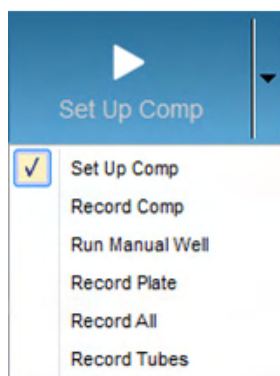 Set Up Comp
Set Up Comp
Record Comp
Run Manual Well
Record Plate
Record All
Record Tubes